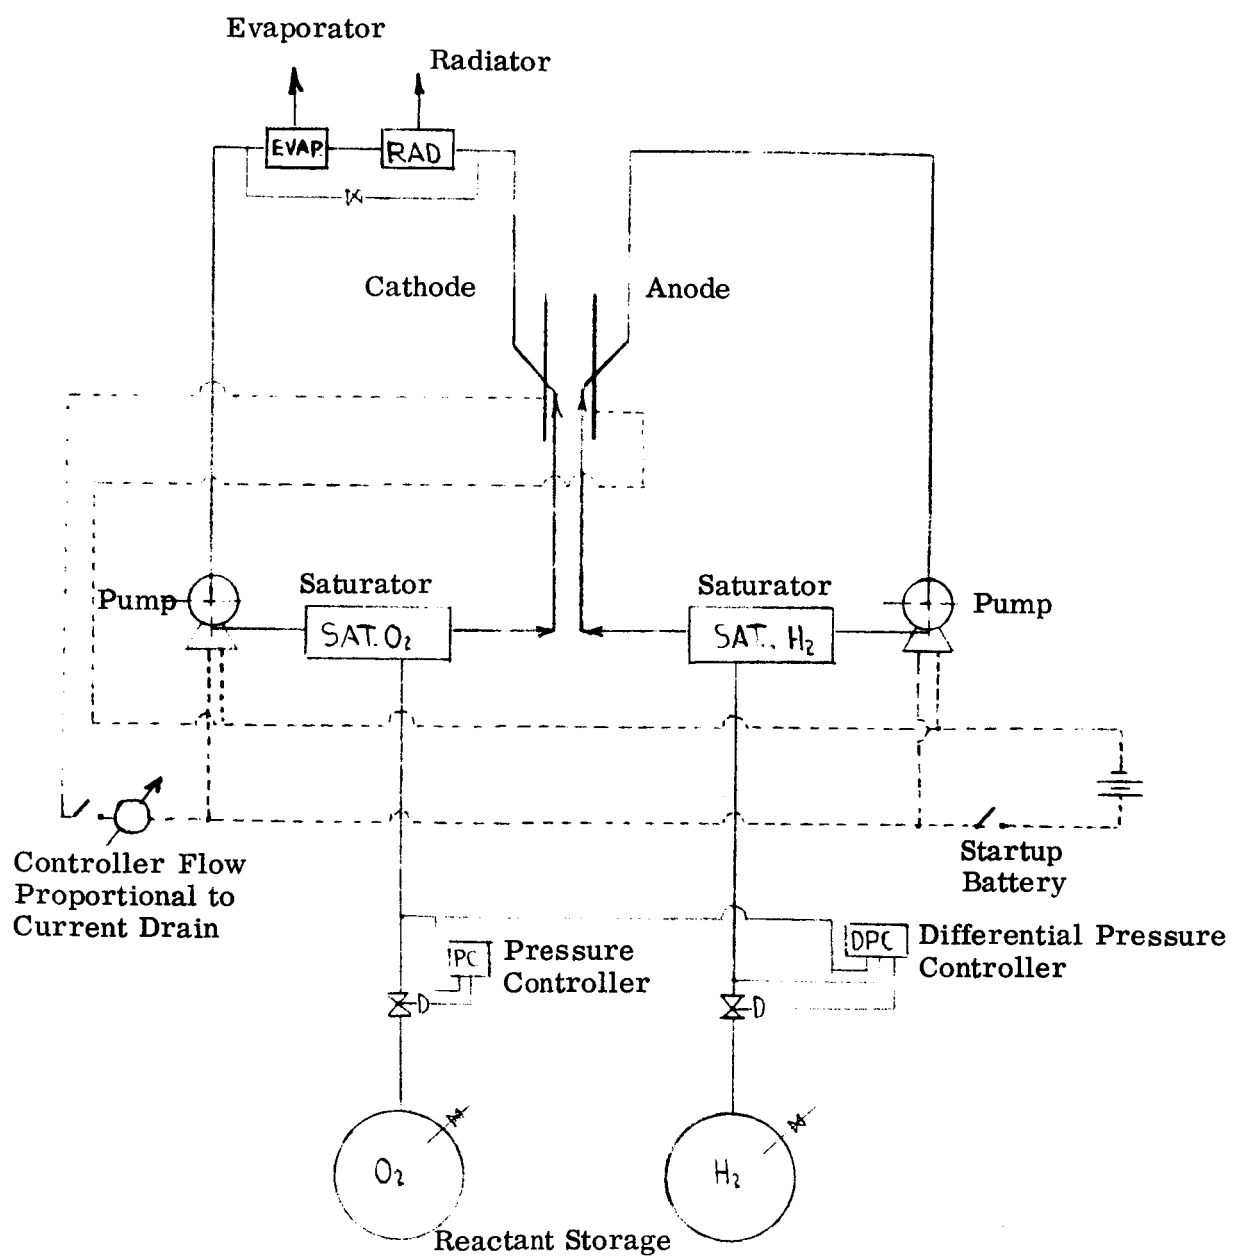 Evaporator
Radiator
EVAP.
RAD
Cathode
Anode
Pump
Saturator
SAT. O₂
Saturator
SAT. H₂
Pump
Controller Flow
Proportional to
Current Drain
Startup
Battery
PC
Pressure
Controller
D
DPC
Differential Pressure
Controller
D
O₂
H₂
Reactant Storage